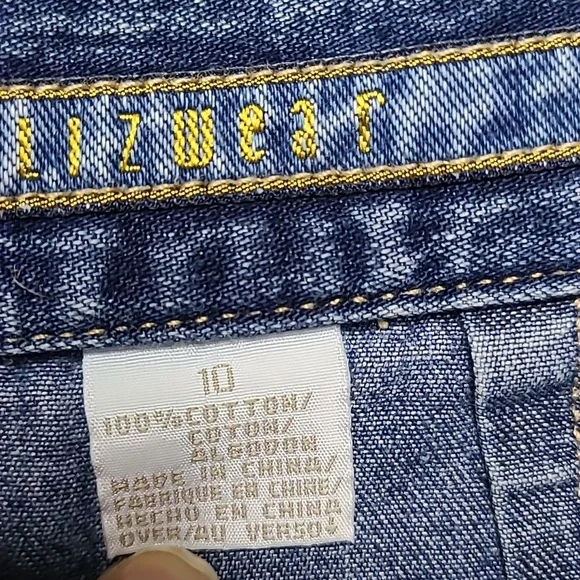 LIZwear
10
100%COTTON/
COTON/
ALGODON
MADE IN CHINA/
FABRIQUE EN CHINE/
HECHO EN CHINA
OVER/AU VERSO↓